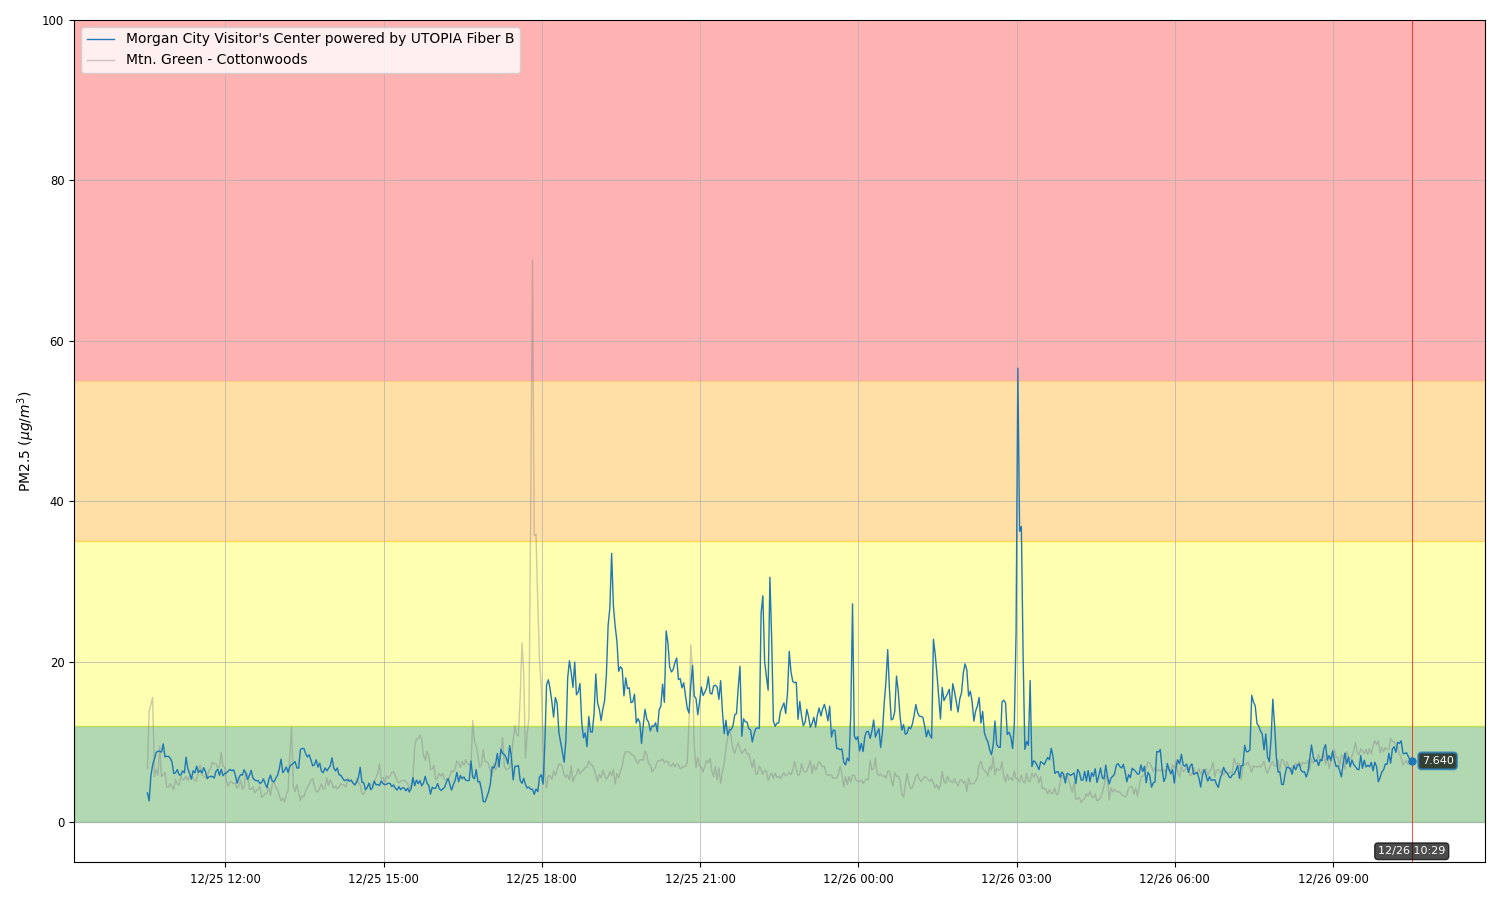 100
Morgan City Visitor's Center powered by UTOPIA Fiber B
Mtn. Green - Cottonwoods
80
60
40
20
0
PM2.5 (μg/m³)
7.640
12/26 10:29
12/25 12:00 12/25 15:00 12/25 18:00 12/25 21:00 12/26 00:00 12/26 03:00 12/26 06:00 12/26 09:00